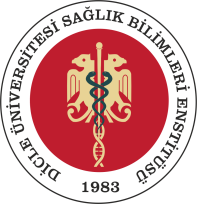 DİCLE ÜNİVERSİTESİ SAĞLIK BİLİMLERİ ENSTİTÜSÜ
1983